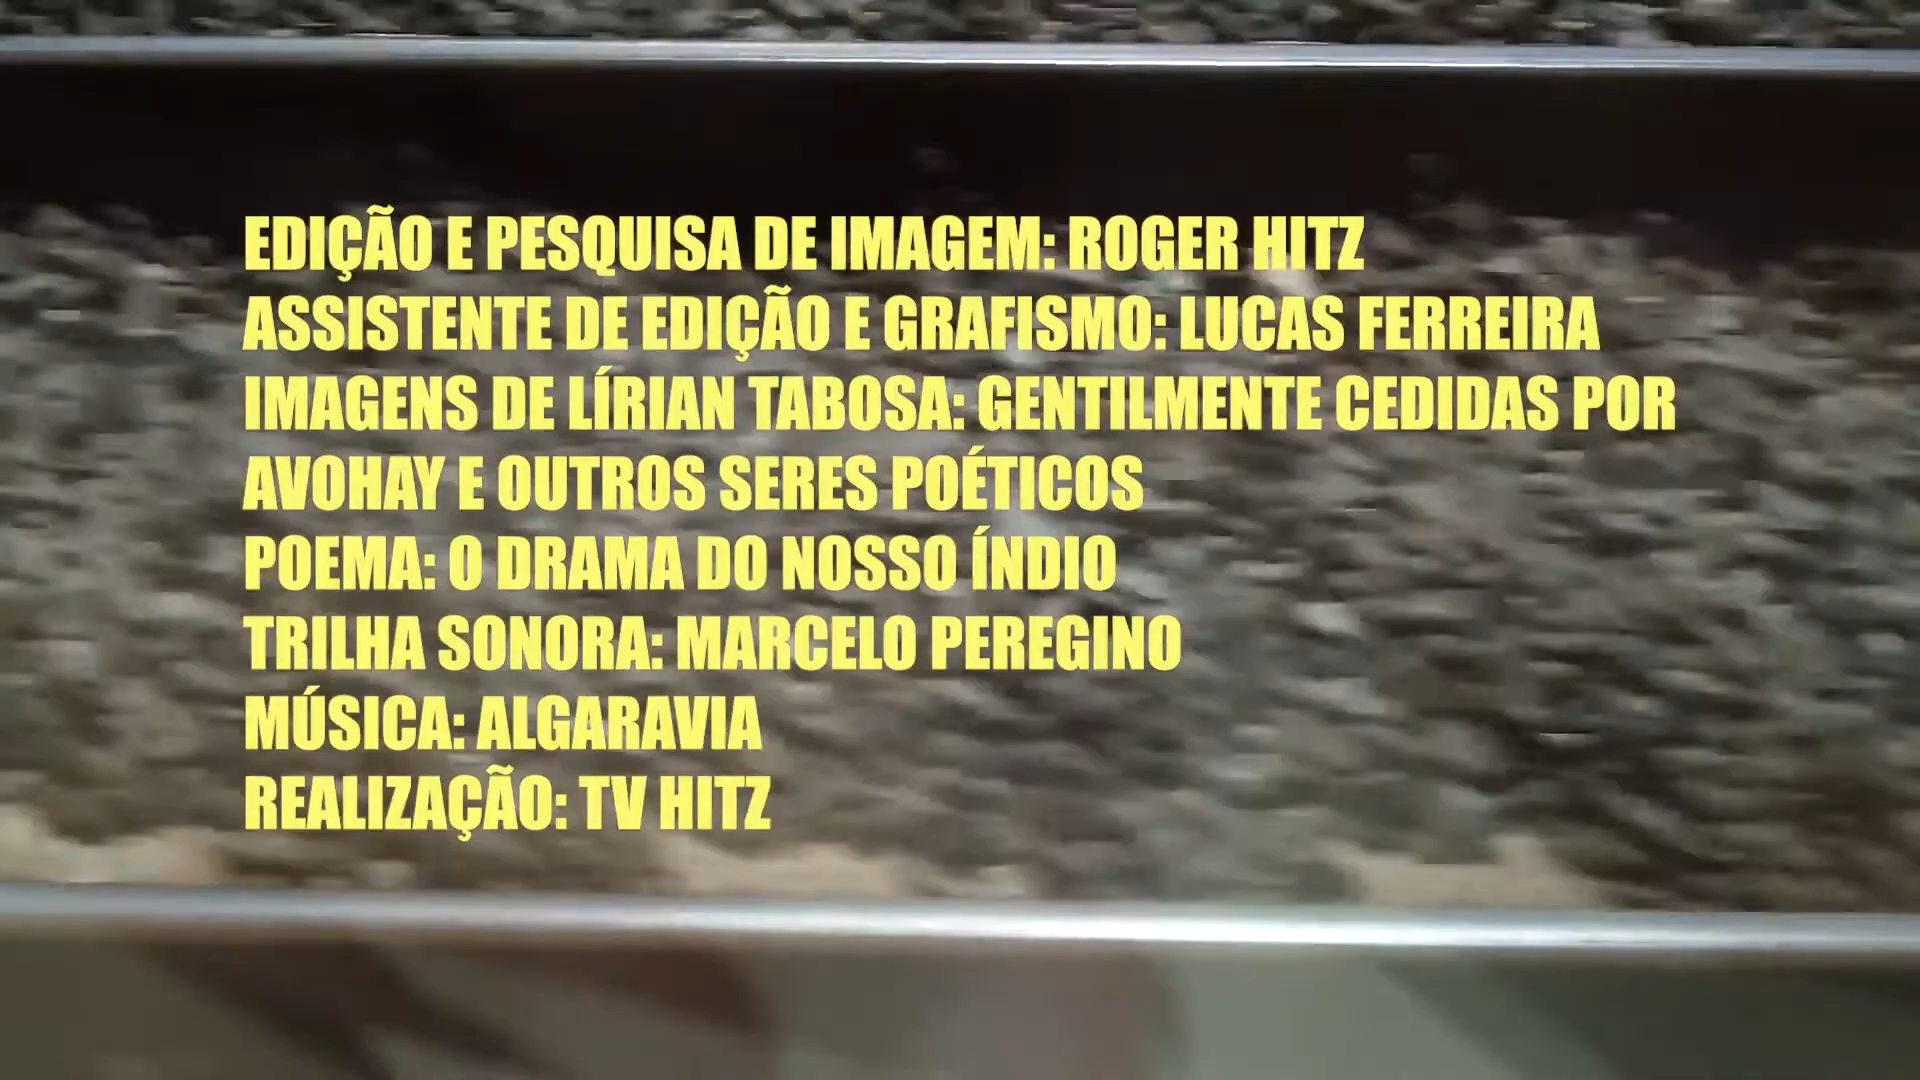 EDIÇÃO E PESQUISA DE IMAGEM: ROGER HITZ
ASSISTENTE DE EDIÇÃO E GRAFISMO: LUCAS FERREIRA
IMAGENS DE LÍRIAN TABOSA: GENTILMENTE CEDIDAS POR
AVOHAY E OUTROS SERES POÉTICOS
POEMA: O DRAMA DO NOSSO ÍNDIO
TRILHA SONORA: MARCELO PEREGINO
MÚSICA: ALGARAVIA
REALIZAÇÃO: TV HITZ